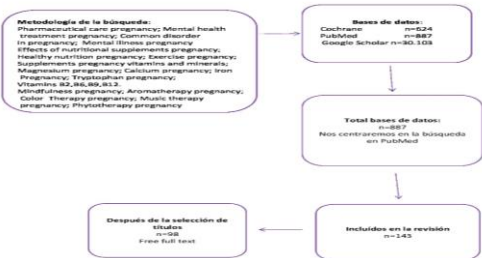 Metodología de la búsqueda:
Pharmaceutical care pregnancy; Mental health
treatment pregnancy; Common disorder
in pregnancy; Mental illness pregnancy
Effects of nutritional supplements pregnancy;
Healthy nutrition pregnancy; Exercise pregnancy;
Supplements pregnancy vitamins and minerals;
Magnesium pregnancy; Calcium pregnancy; Iron
Pregnancy; Tryptophan pregnancy;
Vitamins B2,B6,B9,B12.
Mindfulness pregnancy; Aromatherapy pregnancy;
Color Therapy pregnancy; Music therapy
pregnancy; Phytotherapy pregnancy
Bases de datos:
Cochrane n=624
PubMed n=887
Google Scholar n=30.103
Total bases de datos:
n=887
Nos centraremos en la búsqueda
en PubMed
Incluidos en la revisión
n=143
Después de la selección de
títulos
n=98
Free full text